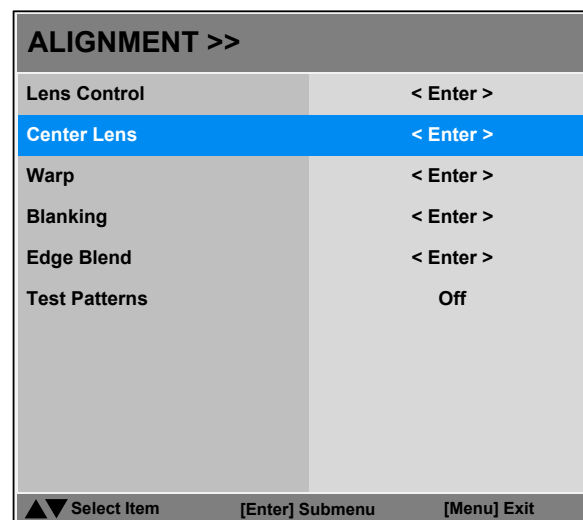 ALIGNMENT >>
Lens Control < Enter >
Center Lens < Enter >
Warp < Enter >
Blanking < Enter >
Edge Blend < Enter >
Test Patterns Off
▲▼ Select Item [Enter] Submenu [Menu] Exit